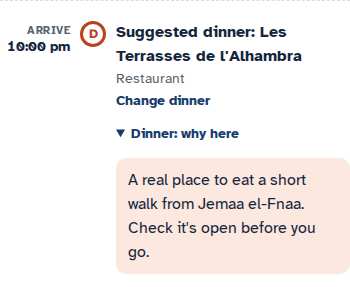 ARRIVE
10:00 pm
D
Suggested dinner: Les
Terrasses de l'Alhambra
Restaurant
Change dinner
▼ Dinner: why here
A real place to eat a short
walk from Jemaa el-Fnaa.
Check it's open before you
go.